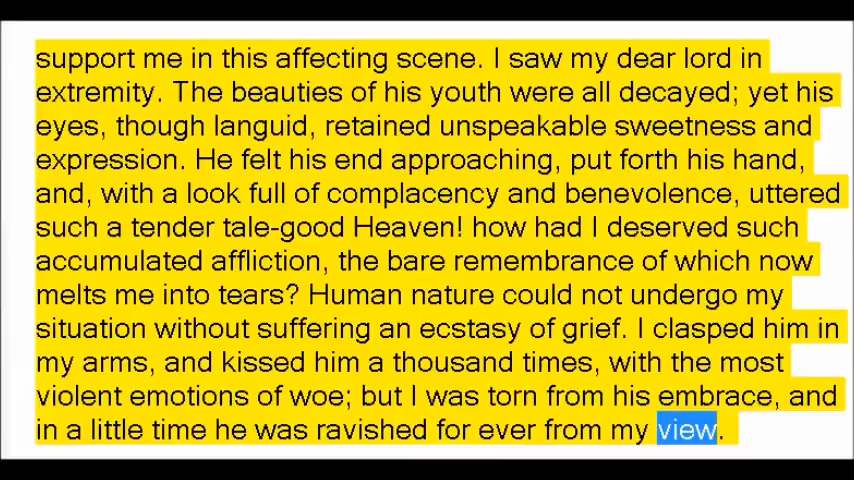 support me in this affecting scene. I saw my dear lord in
extremity. The beauties of his youth were all decayed; yet his
eyes, though languid, retained unspeakable sweetness and
expression. He felt his end approaching, put forth his hand,
and, with a look full of complacency and benevolence, uttered
such a tender tale-good Heaven! how had I deserved such
accumulated affliction, the bare remembrance of which now
melts me into tears? Human nature could not undergo my
situation without suffering an ecstasy of grief. I clasped him in
my arms, and kissed him a thousand times, with the most
violent emotions of woe; but I was torn from his embrace, and
in a little time he was ravished for ever from my view.